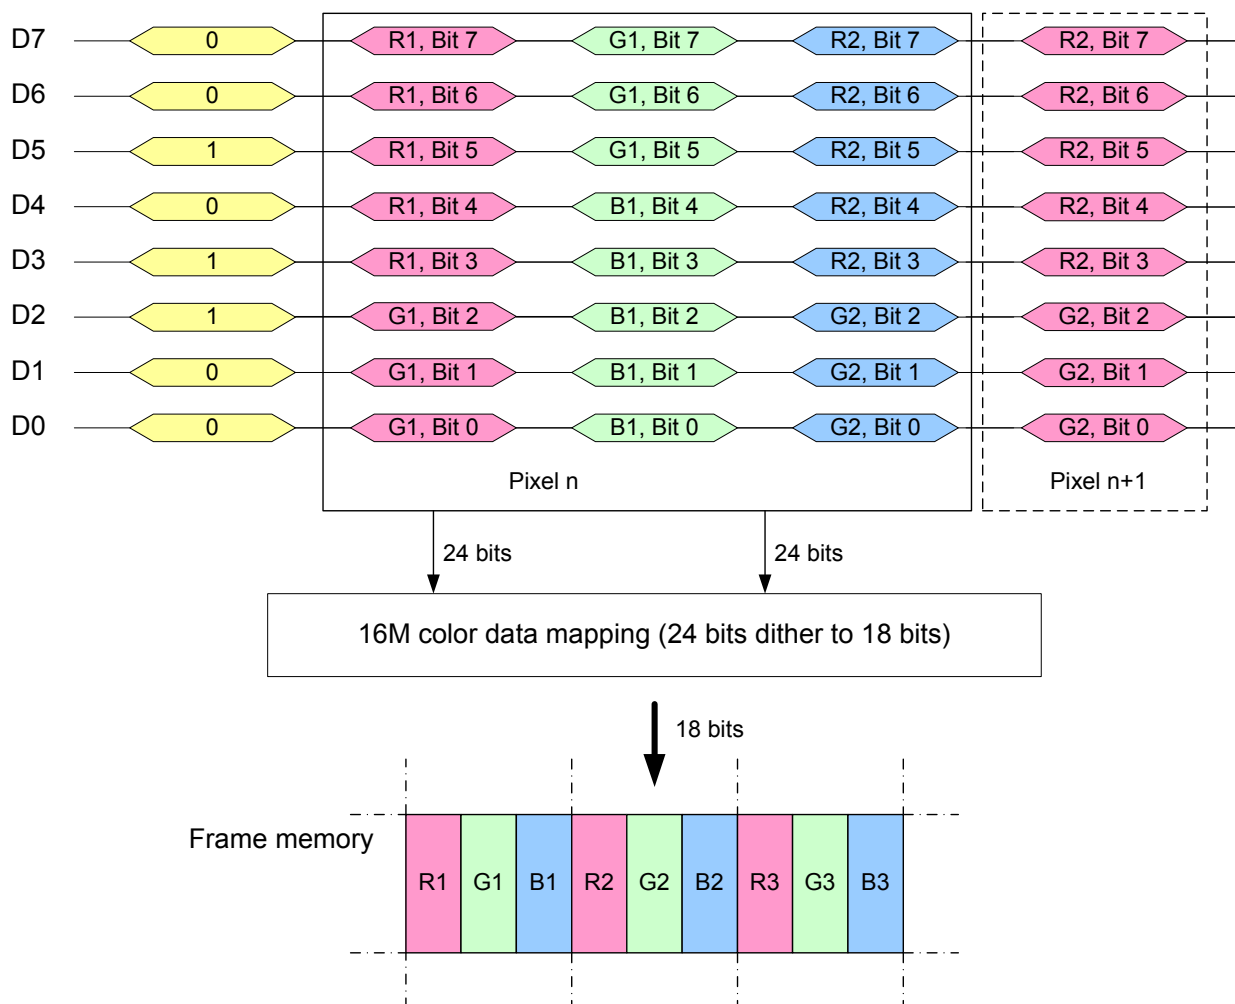 D7 0 R1, Bit 7 G1, Bit 7 R2, Bit 7 R2, Bit 7
D6 0 R1, Bit 6 G1, Bit 6 R2, Bit 6 R2, Bit 6
D5 1 R1, Bit 5 G1, Bit 5 R2, Bit 5 R2, Bit 5
D4 0 R1, Bit 4 B1, Bit 4 R2, Bit 4 R2, Bit 4
D3 1 R1, Bit 3 B1, Bit 3 R2, Bit 3 R2, Bit 3
D2 1 G1, Bit 2 B1, Bit 2 G2, Bit 2 G2, Bit 2
D1 0 G1, Bit 1 B1, Bit 1 G2, Bit 1 G2, Bit 1
D0 0 G1, Bit 0 B1, Bit 0 G2, Bit 0 G2, Bit 0
Pixel n Pixel n+1
24 bits 24 bits
16M color data mapping (24 bits dither to 18 bits)
18 bits
Frame memory
R1 G1 B1 R2 G2 B2 R3 G3 B3